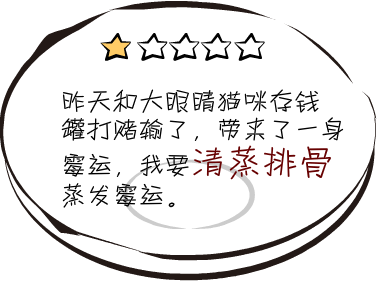 昨天和大眼睛猫咪存钱
罐打赌输了，带来了一身
霉运，我要清蒸排骨
蒸发霉运。